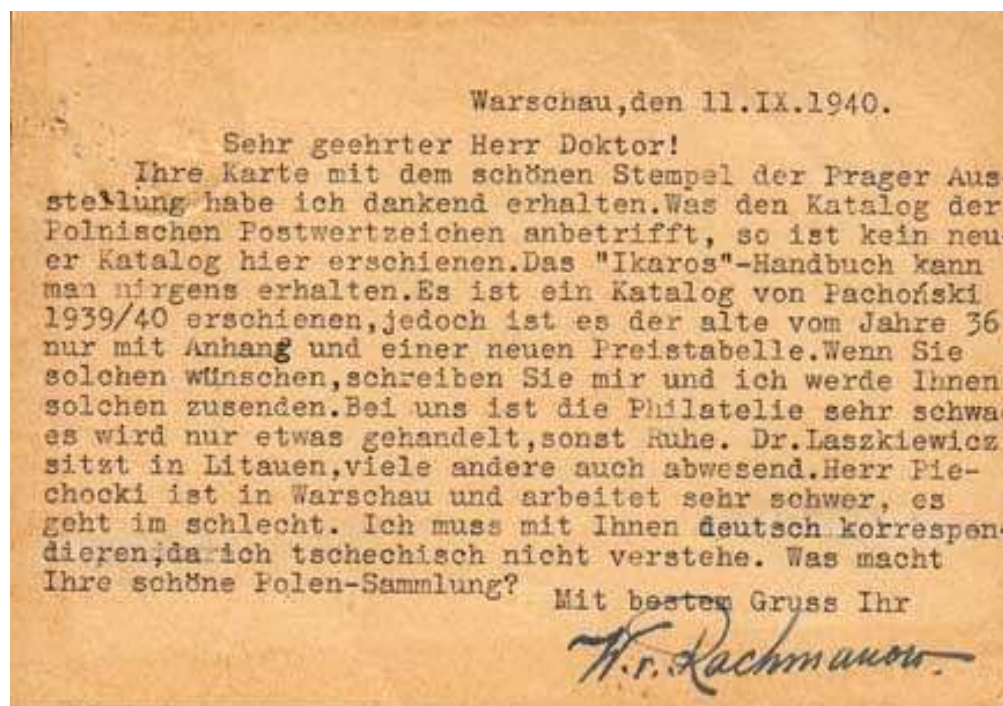 Warschau,den 11.IX.1940.
Sehr geehrter Herr Doktor!
Ihre Karte mit dem schönen Stempel der Prager Aus-
stellung habe ich dankend erhalten.Was den Katalog der
Polnischen Postwertzeichen anbetrifft, so ist kein neu-
er Katalog hier erschienen.Das "Ikaros"-Handbuch kann
man nirgens erhalten.Es ist ein Katalog von Pachoński
1939/40 erschienen,jedoch ist es der alte vom Jahre 36
nur mit Anhang und einer neuen Preistabelle.Wenn Sie
solchen wünschen,schreiben Sie mir und ich werde Ihnen
solchen zusenden.Bei uns ist die Philatelie sehr schwa
es wird nur etwas gehandelt,sonst Ruhe. Dr.Laszkiewicz
sitzt in Litauen,viele andere auch abwesend.Herr Pie-
chocki ist in Warschau und arbeitet sehr schwer, es
geht im schlecht. Ich muss mit Ihnen deutsch korrespon-
dieren,da ich tschechisch nicht verstehe. Was macht
Ihre schöne Polen-Sammlung?
Mit bestem Gruss Ihr
W.v.Rachmanow.